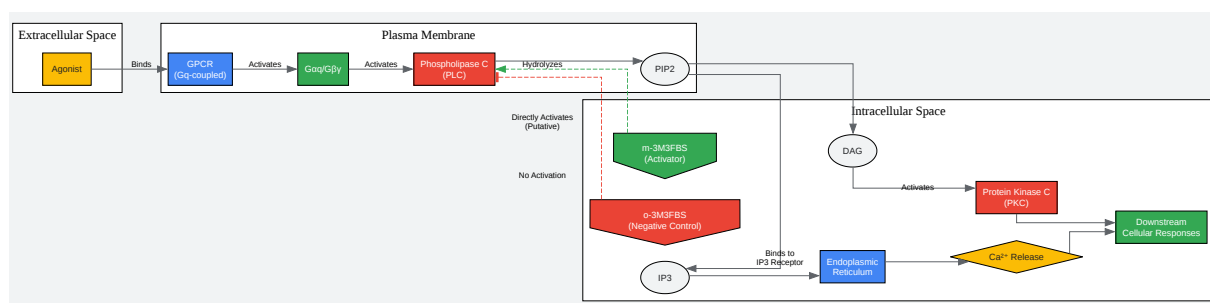 Extracellular Space
Plasma Membrane
Agonist
Binds
GPCR
(Gq-coupled)
Activates
Gαq/Gβγ
Activates
Phospholipase C
(PLC)
Hydrolyzes
PIP2
Intracellular Space
Directly Activates
(Putative)
m-3M3FBS
(Activator)
DAG
No Activation
Activates
Protein Kinase C
(PKC)
o-3M3FBS
(Negative Control)
Downstream
Cellular Responses
Binds to
IP3 Receptor
IP3
Endoplasmic
Reticulum
Ca²⁺ Release